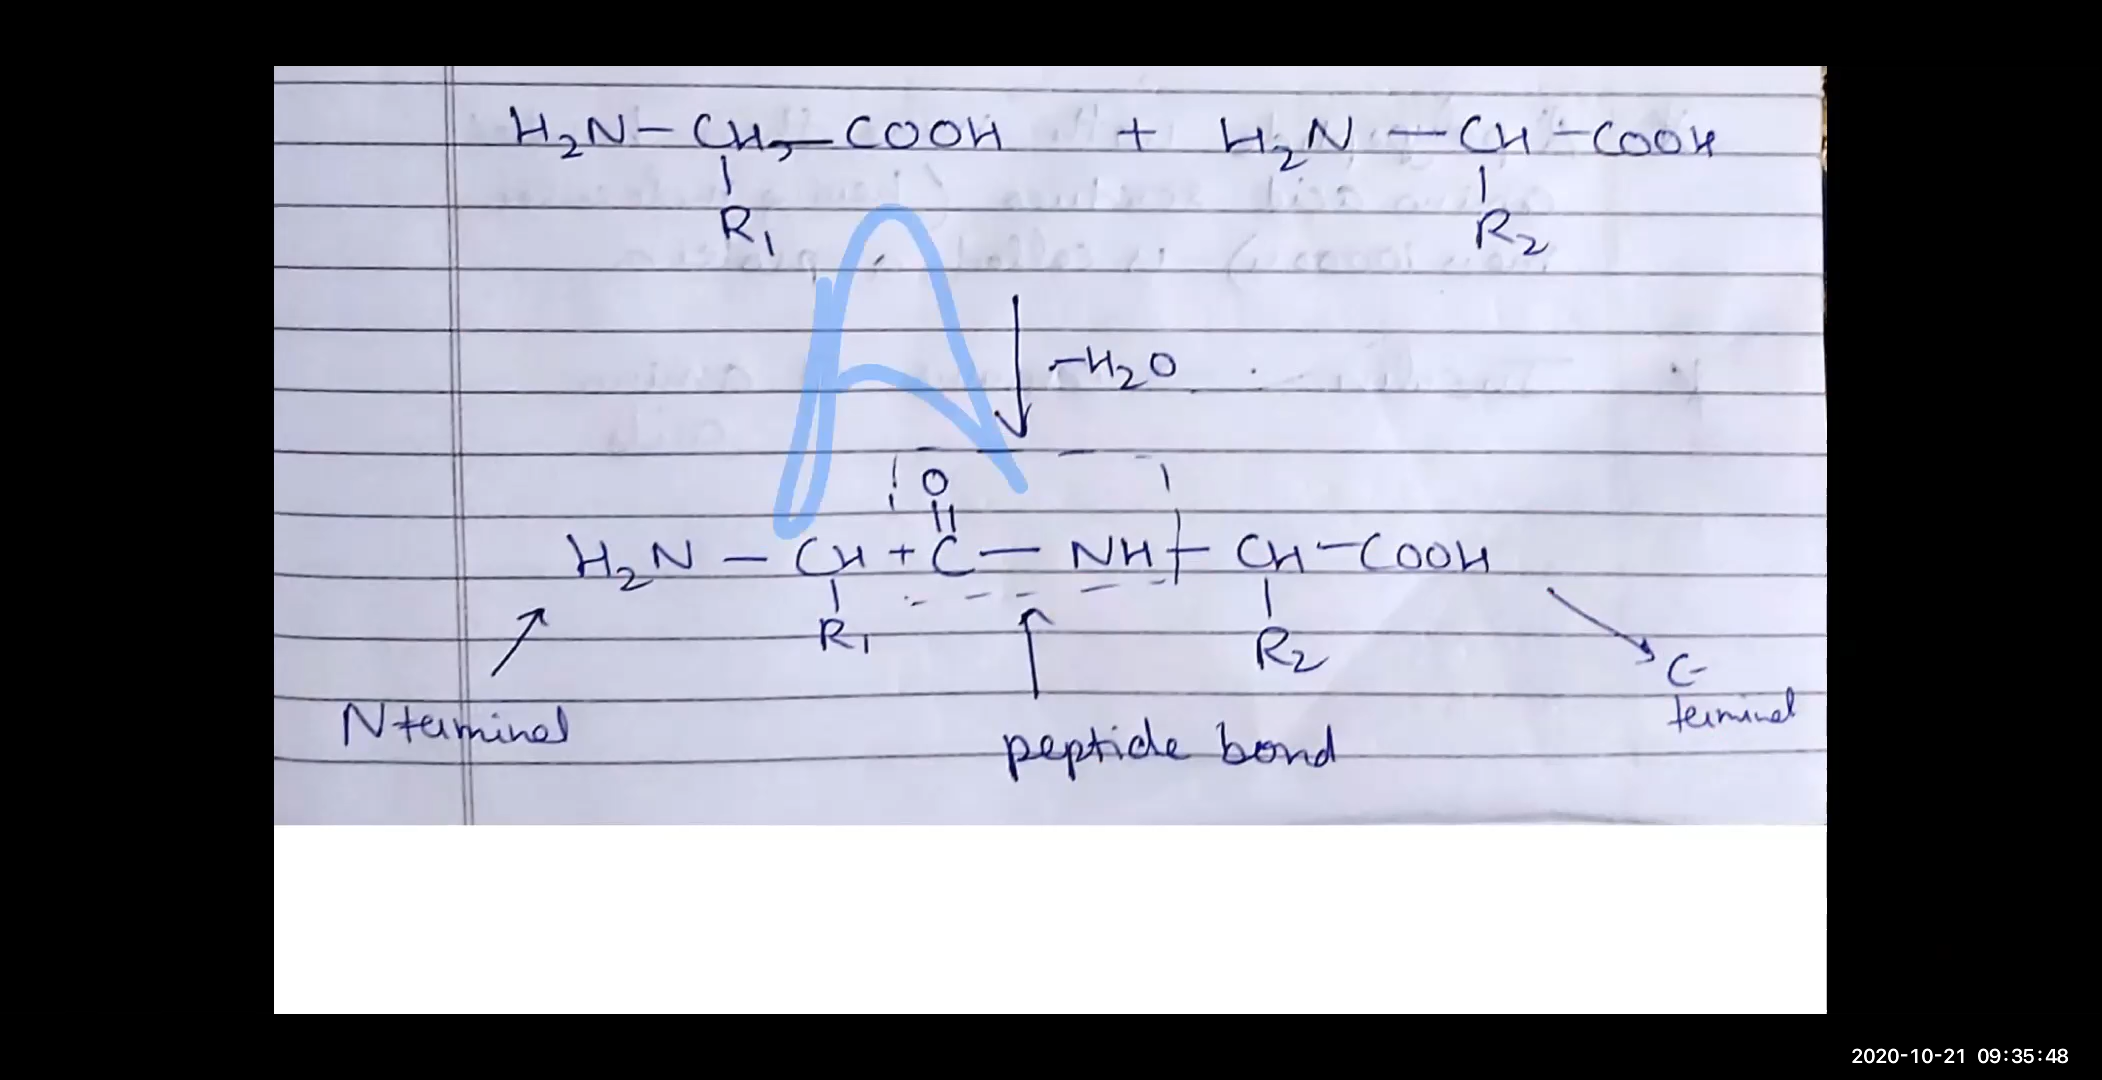 H₂N — CH₂ — COOH + H₂N — CH — COOH
R₁ R₂
A
-H₂O
O
H₂N — CH + C — NH + CH — COOH
R₁ R₂
N terminal
C-
terminal
peptide bond
2020-10-21 09:35:48